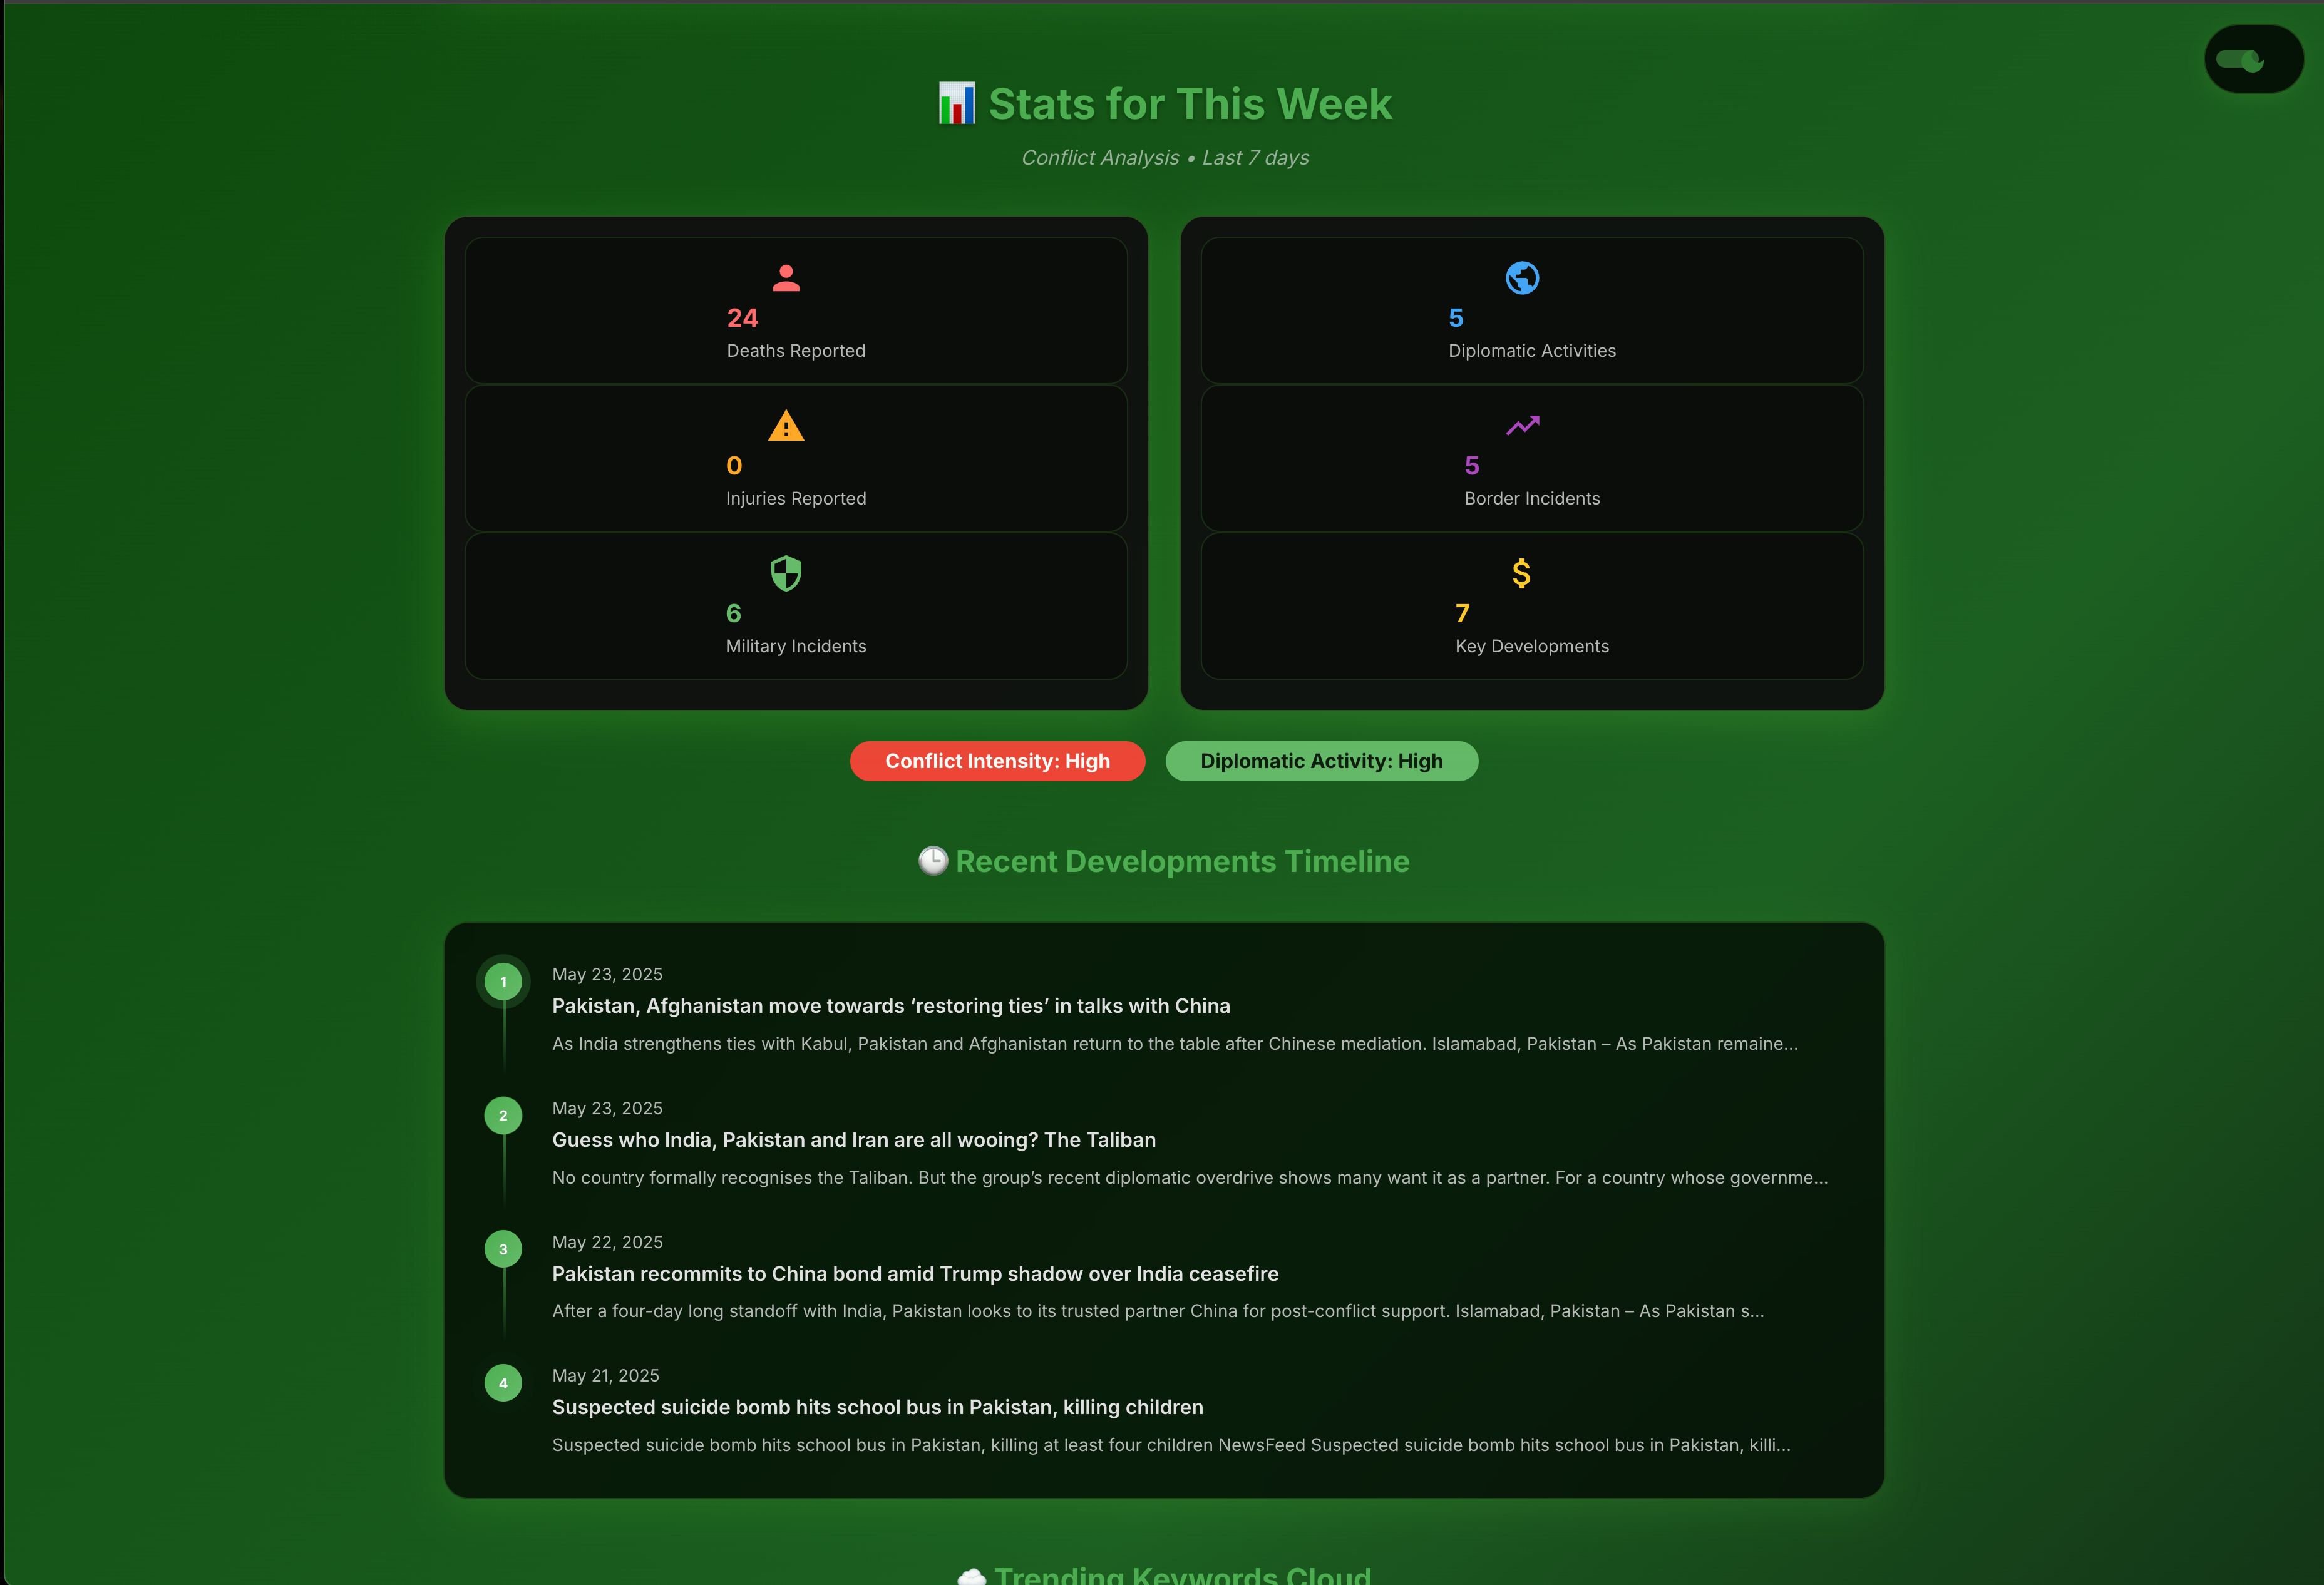 📊 Stats for This Week
Conflict Analysis • Last 7 days
24
Deaths Reported
0
Injuries Reported
6
Military Incidents
5
Diplomatic Activities
5
Border Incidents
$
7
Key Developments
Conflict Intensity: High
Diplomatic Activity: High
🕒 Recent Developments Timeline
1
May 23, 2025
Pakistan, Afghanistan move towards ‘restoring ties’ in talks with China
As India strengthens ties with Kabul, Pakistan and Afghanistan return to the table after Chinese mediation. Islamabad, Pakistan – As Pakistan remaine...
2
May 23, 2025
Guess who India, Pakistan and Iran are all wooing? The Taliban
No country formally recognises the Taliban. But the group’s recent diplomatic overdrive shows many want it as a partner. For a country whose governme...
3
May 22, 2025
Pakistan recommits to China bond amid Trump shadow over India ceasefire
After a four-day long standoff with India, Pakistan looks to its trusted partner China for post-conflict support. Islamabad, Pakistan – As Pakistan s...
4
May 21, 2025
Suspected suicide bomb hits school bus in Pakistan, killing children
Suspected suicide bomb hits school bus in Pakistan, killing at least four children NewsFeed Suspected suicide bomb hits school bus in Pakistan, killi...
☁️ Trending Keywords Cloud